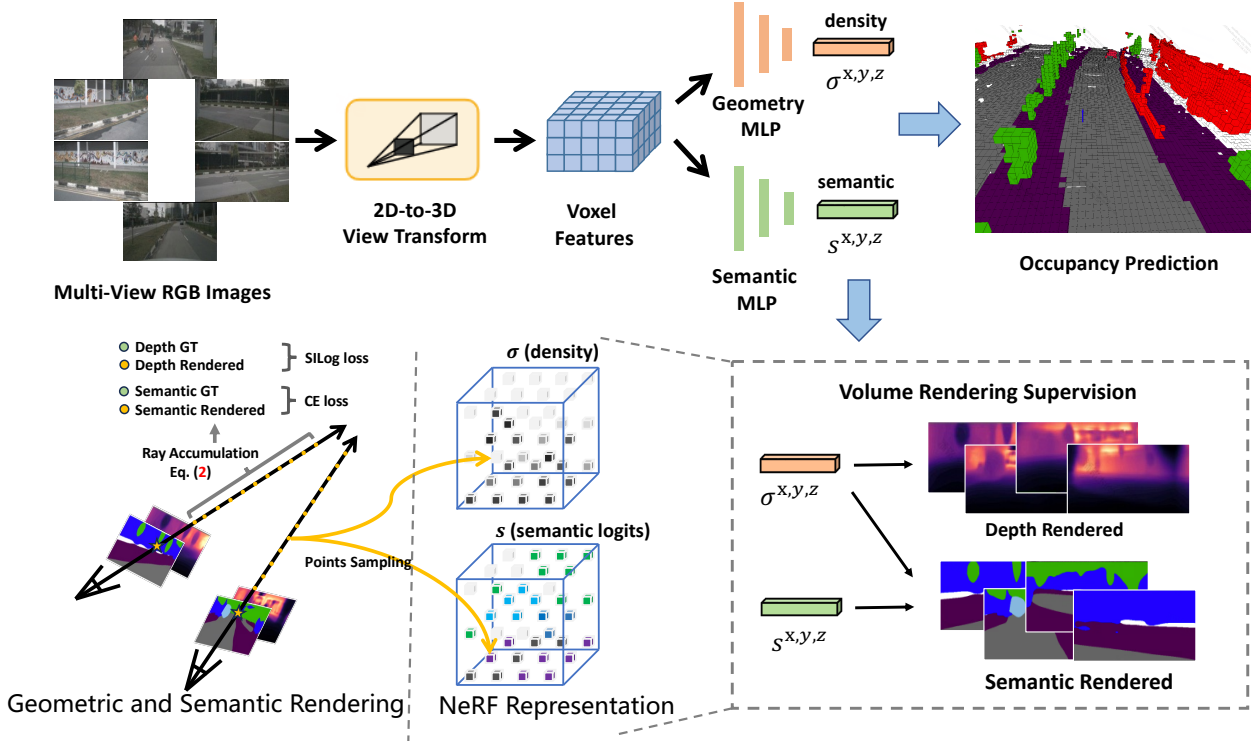 density
σ^x,y,z
Geometry
MLP
semantic
s^x,y,z
Semantic
MLP
2D-to-3D
View Transform
Voxel
Features
Multi-View RGB Images
Occupancy Prediction
Depth GT
Depth Rendered
SILog loss
Semantic GT
Semantic Rendered
CE loss
Ray Accumulation
Eq. (2)
Points Sampling
Geometric and Semantic Rendering
σ (density)
s (semantic logits)
NeRF Representation
Volume Rendering Supervision
σ^x,y,z
Depth Rendered
s^x,y,z
Semantic Rendered